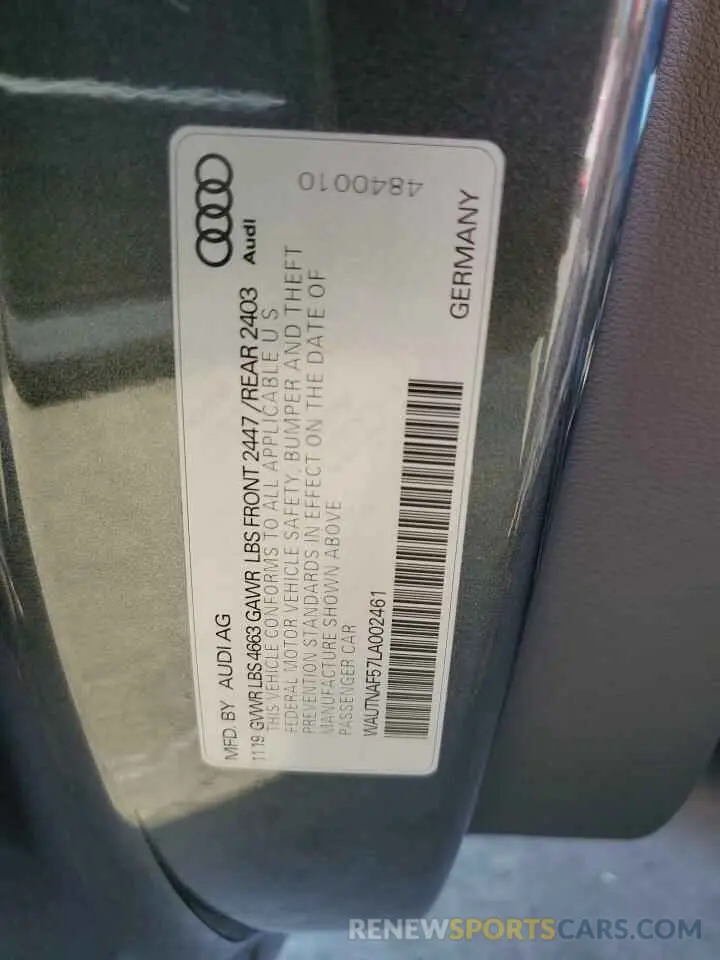 Audi
4840010
MFD. BY AUDI AG
11 19 GVWR LBS 4663 GAWR LBS FRONT 2447 / REAR 2403
THIS VEHICLE CONFORMS TO ALL APPLICABLE U S
FEDERAL MOTOR VEHICLE SAFETY, BUMPER AND THEFT
PREVENTION STANDARDS IN EFFECT ON THE DATE OF
MANUFACTURE SHOWN ABOVE
PASSENGER CAR
WAUTNAF57LA002461
GERMANY
RENEWSPORTSCARS.COM